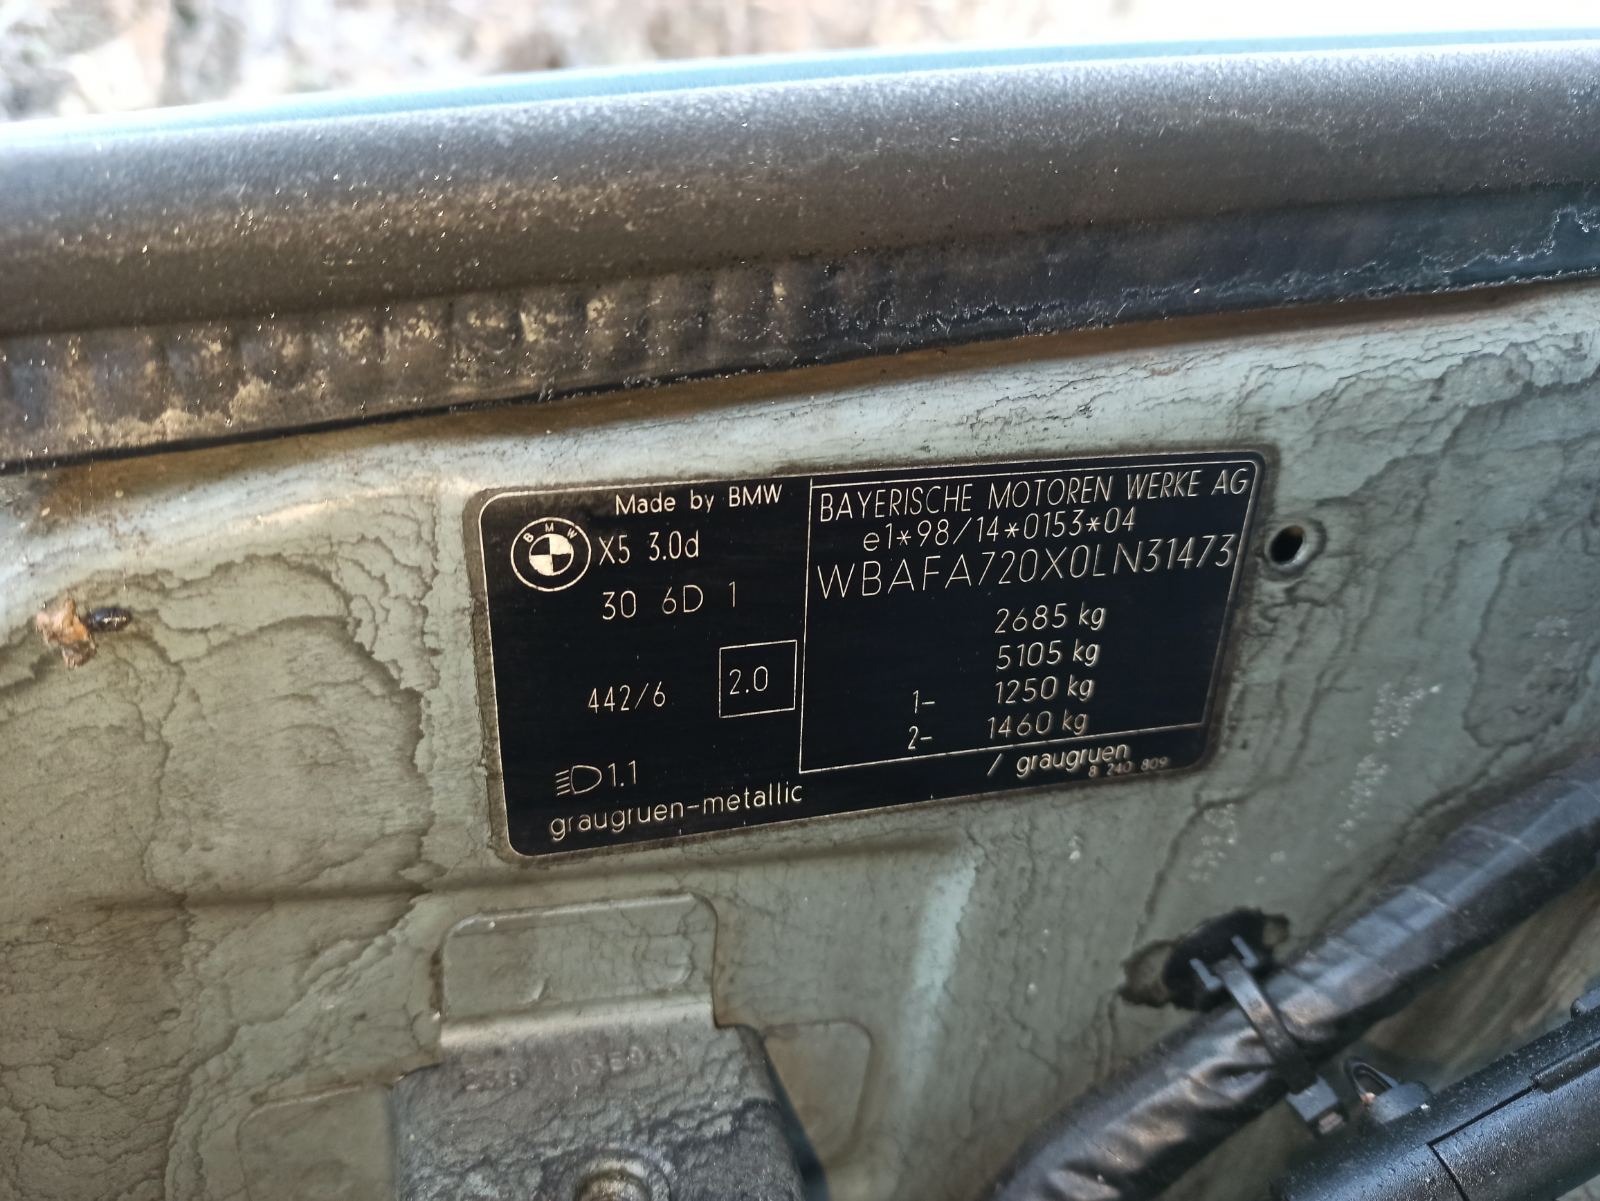 Made by BMW
BMW
X5 3.0d
30 6D 1
442/6
2.0
1.1
graugruen-metallic
BAYERISCHE MOTOREN WERKE AG
e1*98/14*0153*04
WBAFA720X0LN31473
2685 kg
5105 kg
1- 1250 kg
2- 1460 kg
/ graugruen
8 240 809